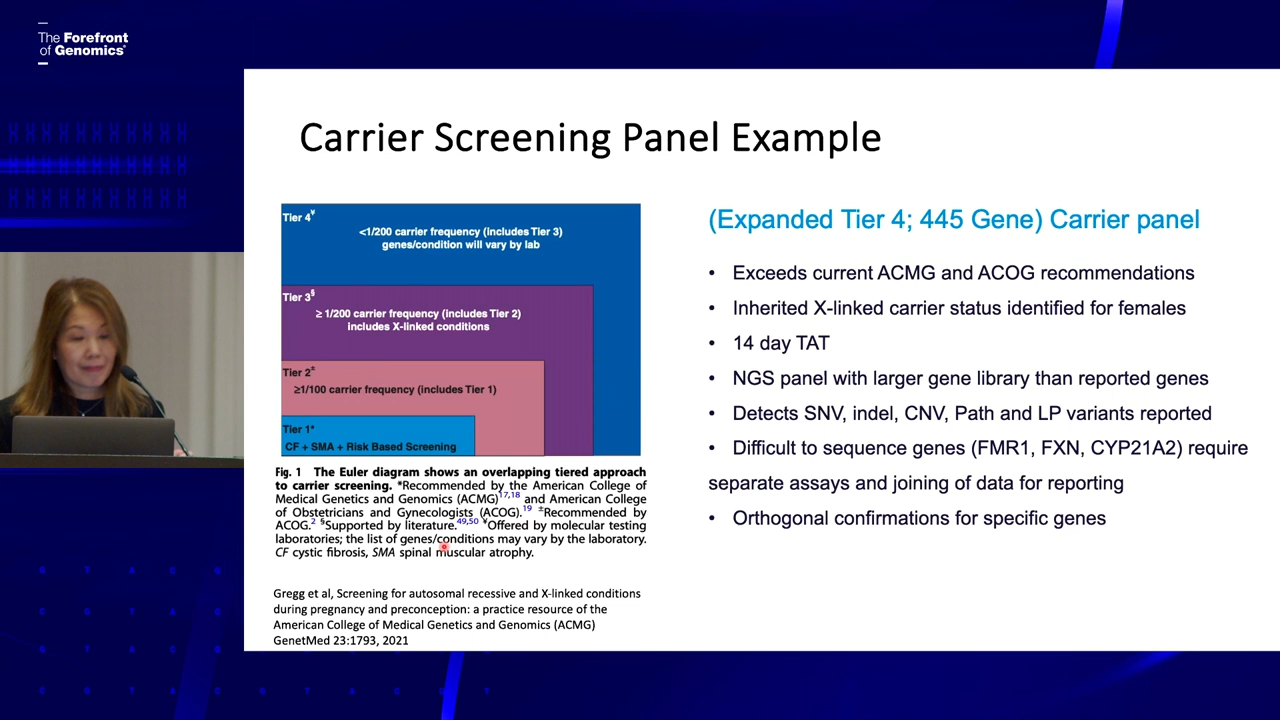 The Forefront
of Genomics®
Carrier Screening Panel Example
Tier 4¥
<1/200 carrier frequency (includes Tier 3)
genes/condition will vary by lab
Tier 3§
≥ 1/200 carrier frequency (includes Tier 2)
includes X-linked conditions
Tier 2±
≥1/100 carrier frequency (includes Tier 1)
Tier 1*
CF + SMA + Risk Based Screening
Fig. 1 The Euler diagram shows an overlapping tiered approach
to carrier screening. *Recommended by the American College of
Medical Genetics and Genomics (ACMG)17,18 and American College
of Obstetricians and Gynecologists (ACOG).19 ±Recommended by
ACOG.2 §Supported by literature.49,50 ¥Offered by molecular testing
laboratories; the list of genes/conditions may vary by the laboratory.
CF cystic fibrosis, SMA spinal muscular atrophy.
Gregg et al, Screening for autosomal recessive and X-linked conditions
during pregnancy and preconception: a practice resource of the
American College of Medical Genetics and Genomics (ACMG)
GenetMed 23:1793, 2021
(Expanded Tier 4; 445 Gene) Carrier panel
• Exceeds current ACMG and ACOG recommendations
• Inherited X-linked carrier status identified for females
• 14 day TAT
• NGS panel with larger gene library than reported genes
• Detects SNV, indel, CNV, Path and LP variants reported
• Difficult to sequence genes (FMR1, FXN, CYP21A2) require
separate assays and joining of data for reporting
• Orthogonal confirmations for specific genes